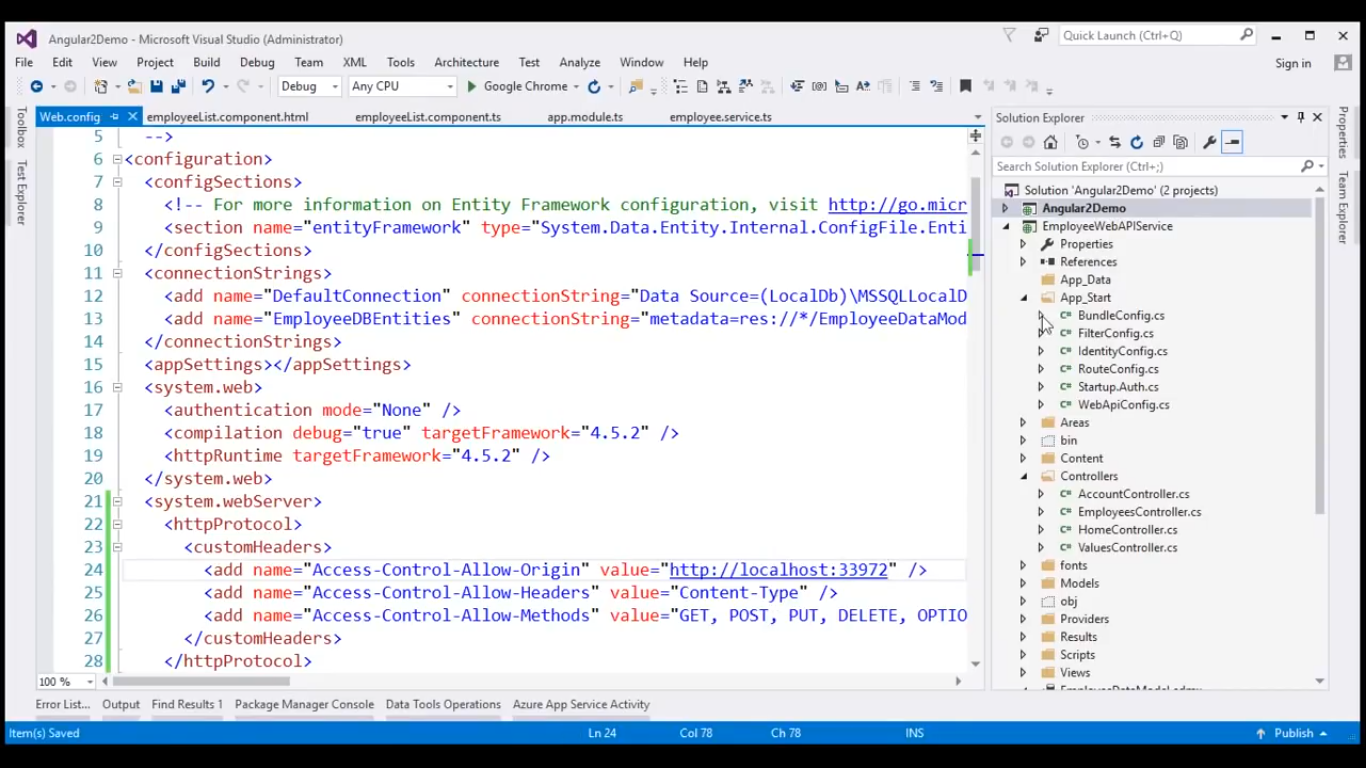 Angular2Demo - Microsoft Visual Studio (Administrator)
Quick Launch (Ctrl+Q)
File Edit View Project Build Debug Team XML Tools Architecture Test Analyze Window Help
Sign in
Debug Any CPU Google Chrome
Toolbox
Test Explorer
Web.config employeeList.component.html employeeList.component.ts app.module.ts employee.service.ts
5 -->
6 <configuration>
7 <configSections>
8 <!-- For more information on Entity Framework configuration, visit http://go.micr
9 <section name="entityFramework" type="System.Data.Entity.Internal.ConfigFile.Enti
10 </configSections>
11 <connectionStrings>
12 <add name="DefaultConnection" connectionString="Data Source=(LocalDb)\MSSQLLocalD
13 <add name="EmployeeDBEntities" connectionString="metadata=res://*/EmployeeDataMod
14 </connectionStrings>
15 <appSettings></appSettings>
16 <system.web>
17 <authentication mode="None" />
18 <compilation debug="true" targetFramework="4.5.2" />
19 <httpRuntime targetFramework="4.5.2" />
20 </system.web>
21 <system.webServer>
22 <httpProtocol>
23 <customHeaders>
24 <add name="Access-Control-Allow-Origin" value="http://localhost:33972" />
25 <add name="Access-Control-Allow-Headers" value="Content-Type" />
26 <add name="Access-Control-Allow-Methods" value="GET, POST, PUT, DELETE, OPTIO
27 </customHeaders>
28 </httpProtocol>
100 %
Solution Explorer
Search Solution Explorer (Ctrl+;)
Solution 'Angular2Demo' (2 projects)
Angular2Demo
EmployeeWebAPIService
Properties
References
App_Data
App_Start
C# BundleConfig.cs
C# FilterConfig.cs
C# IdentityConfig.cs
C# RouteConfig.cs
C# Startup.Auth.cs
C# WebApiConfig.cs
Areas
bin
Content
Controllers
C# AccountController.cs
C# EmployeesController.cs
C# HomeController.cs
C# ValuesController.cs
fonts
Models
obj
Providers
Results
Scripts
Views
EmployeeDataModel.edmx
Properties
Team Explorer
Error List... Output Find Results 1 Package Manager Console Data Tools Operations Azure App Service Activity
Item(s) Saved Ln 24 Col 78 Ch 78 INS Publish